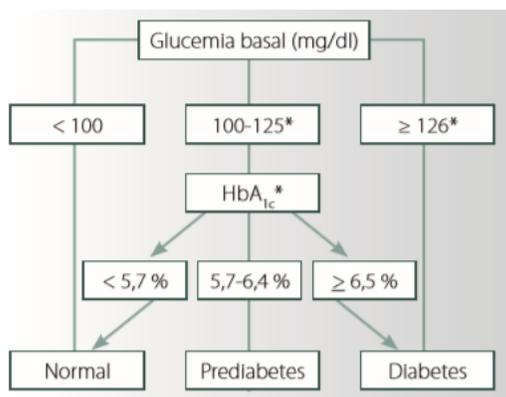 Glucemia basal (mg/dl)
< 100
100-125*
≥ 126*
HbA1c*
< 5,7 %
5,7-6,4 %
≥ 6,5 %
Normal
Prediabetes
Diabetes